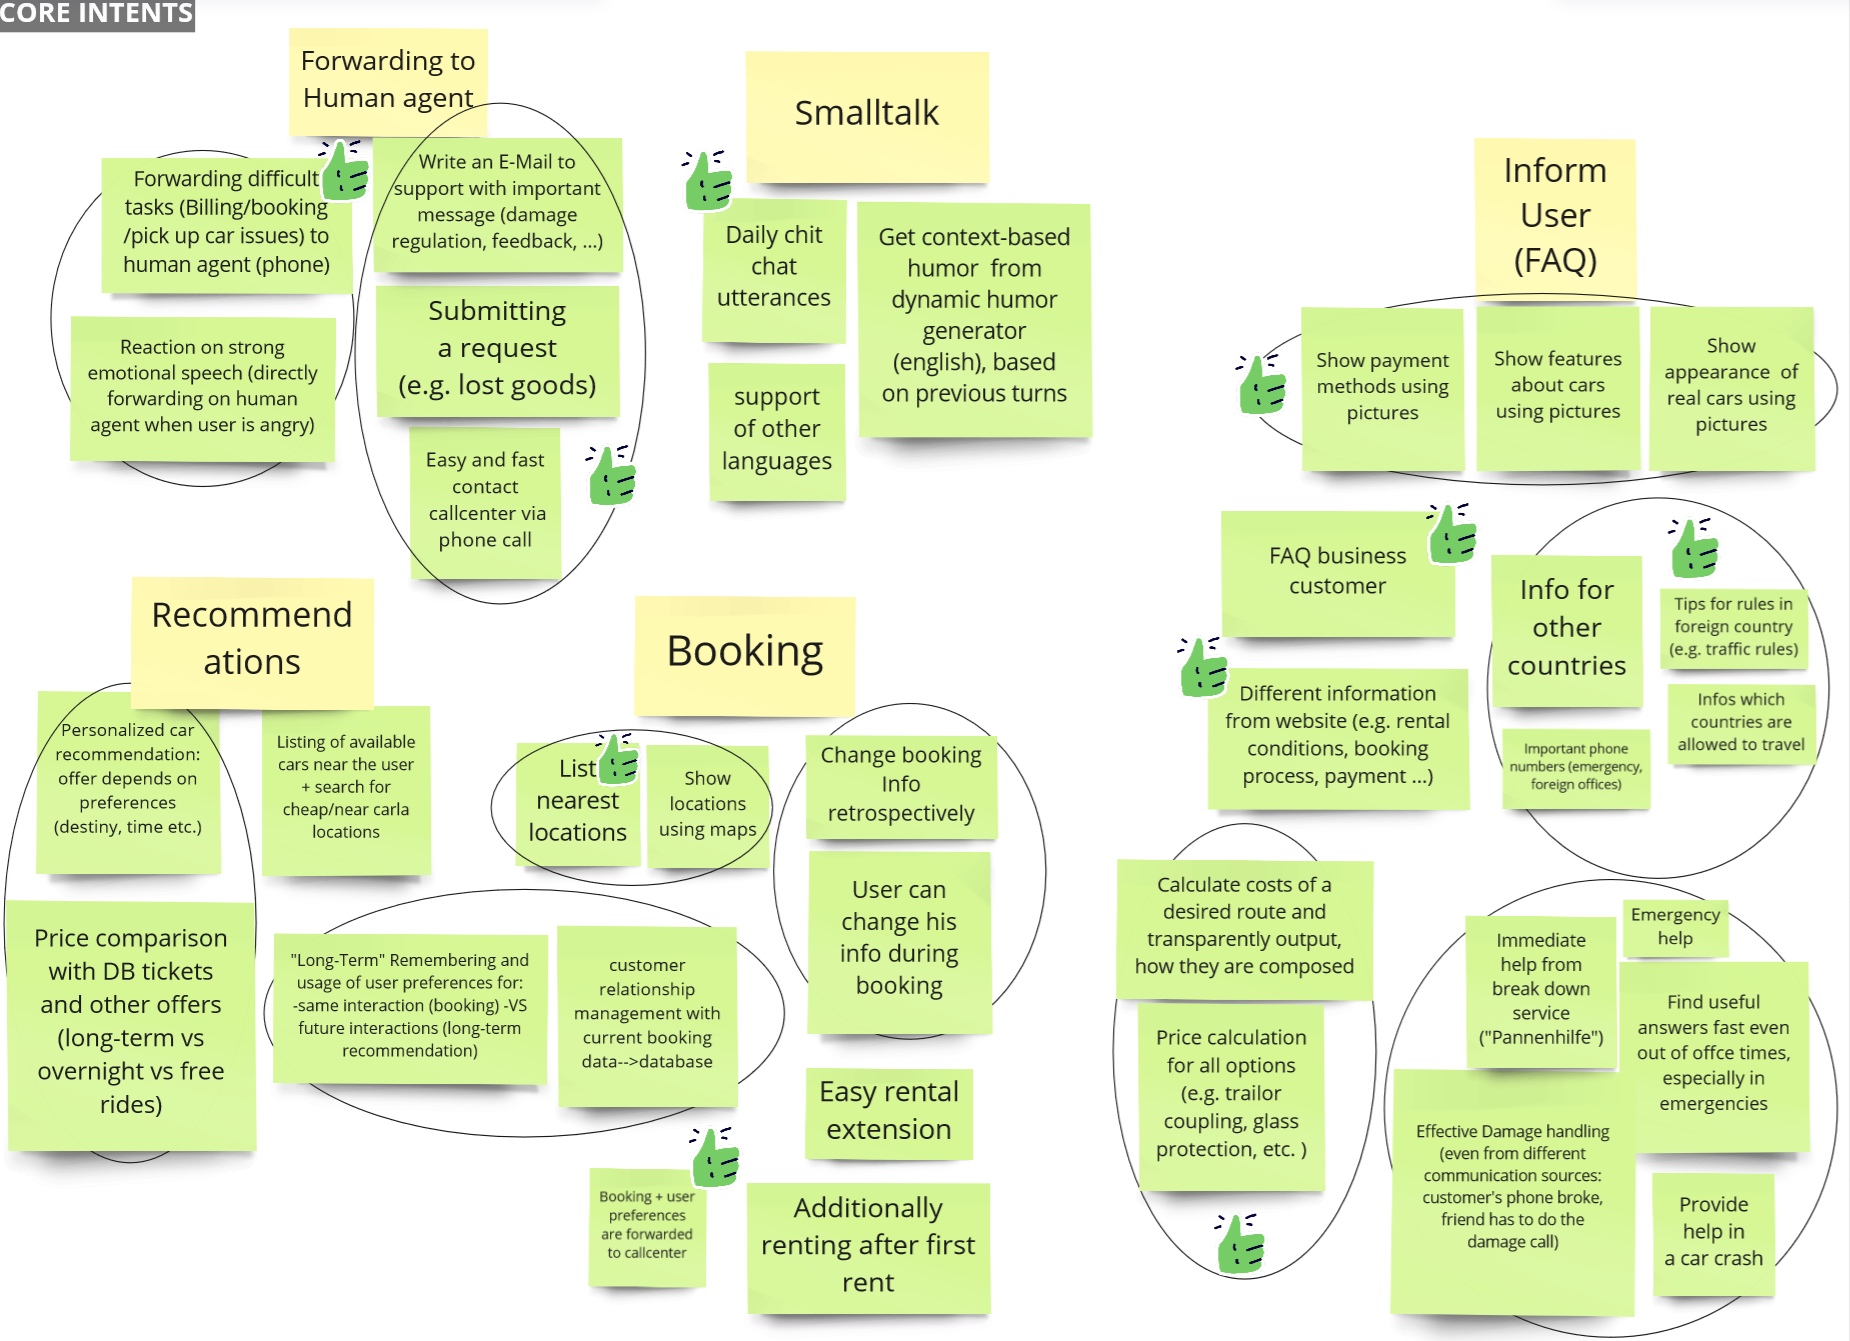 CORE INTENTS
Forwarding to
Human agent
Forwarding difficult
tasks (Billing/booking
/pick up car issues) to
human agent (phone)
Reaction on strong
emotional speech (directly
forwarding on human
agent when user is angry)
Write an E-Mail to
support with important
message (damage
regulation, feedback, ...)
Submitting
a request
(e.g. lost goods)
Easy and fast
contact
callcenter via
phone call
Smalltalk
Daily chit
chat
utterances
support
of other
languages
Get context-based
humor from
dynamic humor
generator
(english), based
on previous turns
Inform
User
(FAQ)
Show payment
methods using
pictures
Show features
about cars
using pictures
Show
appearance of
real cars using
pictures
FAQ business
customer
Different information
from website (e.g. rental
conditions, booking
process, payment ...)
Info for
other
countries
Tips for rules in
foreign country
(e.g. traffic rules)
Infos which
countries are
allowed to travel
Important phone
numbers (emergency,
foreign offices)
Calculate costs of a
desired route and
transparently output,
how they are composed
Price calculation
for all options
(e.g. trailor
coupling, glass
protection, etc. )
Immediate
help from
break down
service
("Pannenhilfe")
Emergency
help
Find useful
answers fast even
out of offce times,
especially in
emergencies
Effective Damage handling
(even from different
communication sources:
customer's phone broke,
friend has to do the
damage call)
Provide
help in
a car crash
Recommend
ations
Personalized car
recommendation:
offer depends on
preferences
(destiny, time etc.)
Listing of available
cars near the user
+ search for
cheap/near carla
locations
Price comparison
with DB tickets
and other offers
(long-term vs
overnight vs free
rides)
Booking
List
nearest
locations
Show
locations
using maps
Change booking
Info
retrospectively
User can
change his
info during
booking
"Long-Term" Remembering and
usage of user preferences for:
-same interaction (booking) -VS
future interactions (long-term
recommendation)
customer
relationship
management with
current booking
data-->database
Easy rental
extension
Booking + user
preferences
are forwarded
to callcenter
Additionally
renting after first
rent